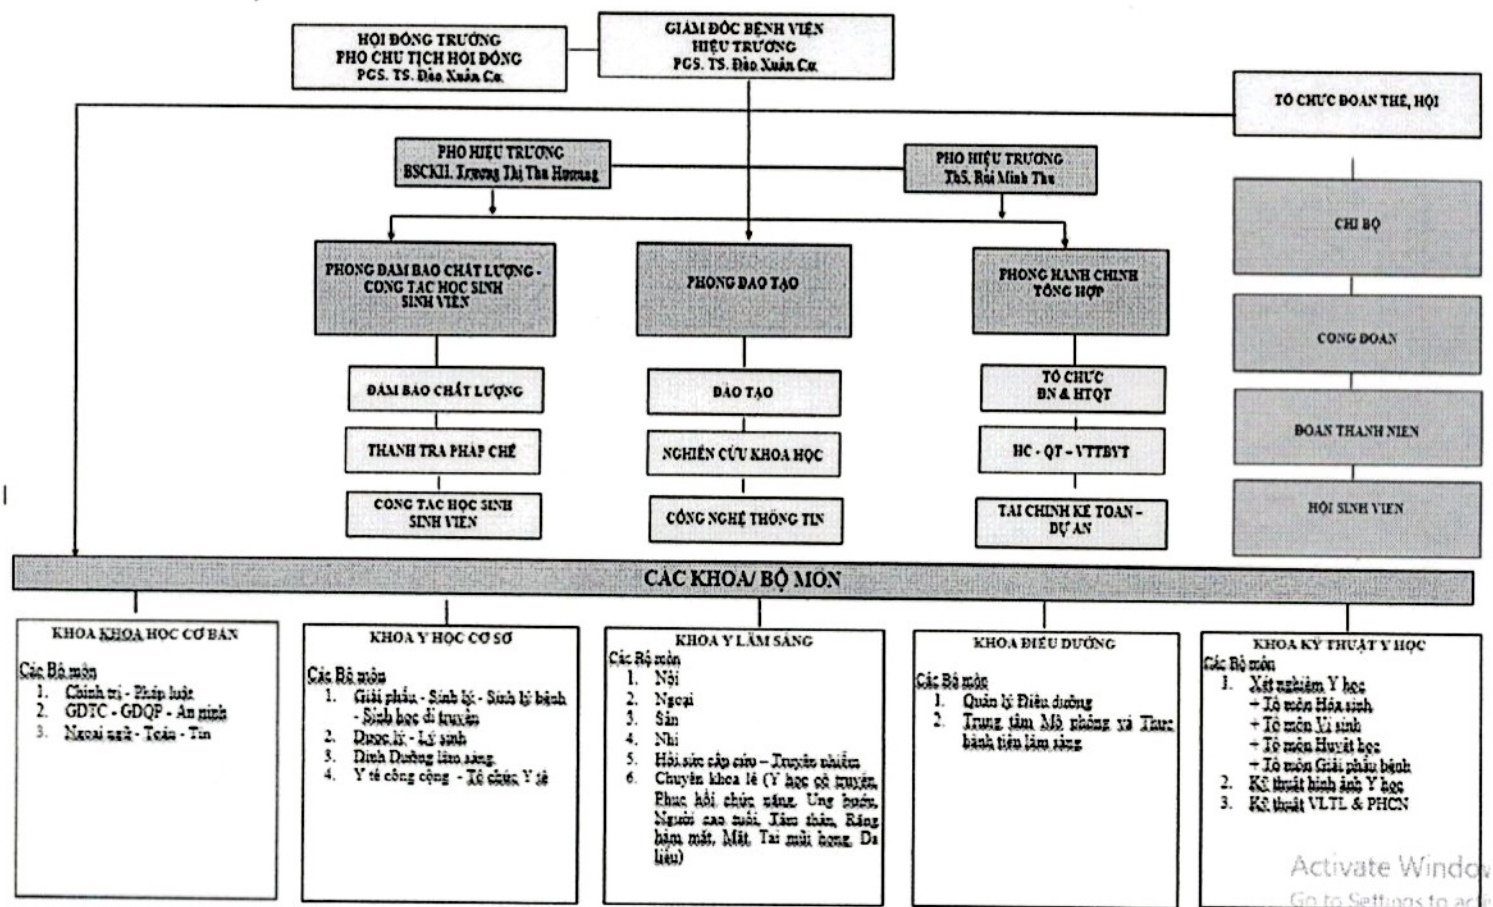 HỘI ĐỒNG TRƯỜNG
PHÓ CHỦ TỊCH HỘI ĐỒNG
PGS. TS. Đào Xuân Cơ
GIÁM ĐỐC BỆNH VIỆN
HIỆU TRƯỞNG
PGS. TS. Đào Xuân Cơ
TỔ CHỨC ĐOÀN THỂ, HỘI
PHÓ HIỆU TRƯỞNG
BSCKII. Trương Thị Thu Hương
PHÓ HIỆU TRƯỞNG
ThS. Bùi Minh Thu
CHI BỘ
CÔNG ĐOÀN
ĐOÀN THANH NIÊN
HỘI SINH VIÊN
PHÒNG ĐẢM BẢO CHẤT LƯỢNG -
CÔNG TÁC HỌC SINH
SINH VIÊN
PHÒNG ĐÀO TẠO
PHÒNG HÀNH CHÍNH
TỔNG HỢP
ĐẢM BẢO CHẤT LƯỢNG
ĐÀO TẠO
TỔ CHỨC
ĐN & HTQT
THANH TRA PHÁP CHẾ
NGHIÊN CỨU KHOA HỌC
HC - QT – VTTBYT
CÔNG TÁC HỌC SINH
SINH VIÊN
CÔNG NGHỆ THÔNG TIN
TÀI CHÍNH KẾ TOÁN –
DỰ ÁN
CÁC KHOA/ BỘ MÔN
KHOA KHOA HỌC CƠ BẢN
Các Bộ môn
1. Chính trị - Pháp luật
2. GDTC - GDQP - An ninh
3. Ngoại ngữ - Toán - Tin
KHOA Y HỌC CƠ SỞ
Các Bộ môn
1. Giải phẫu - Sinh lý - Sinh lý bệnh
- Sinh học di truyền
2. Dược lý - Lý sinh
3. Dinh Dưỡng lâm sàng
4. Y tế công cộng - Tổ chức Y tế
KHOA Y LÂM SÀNG
Các Bộ môn
1. Nội
2. Ngoại
3. Sản
4. Nhi
5. Hồi sức cấp cứu – Truyền nhiễm
6. Chuyên khoa lẻ (Y học cổ truyền,
Phục hồi chức năng, Ung bướu,
Người cao tuổi, Tâm thần, Răng
hàm mặt, Mắt, Tai mũi họng, Da
liễu)
KHOA ĐIỀU DƯỠNG
Các Bộ môn
1. Quản lý Điều dưỡng
2. Trung tâm Mô phỏng và Thực
hành tiền lâm sàng
KHOA KỸ THUẬT Y HỌC
Các Bộ môn
1. Xét nghiệm Y học
+ Tổ môn Hóa sinh
+ Tổ môn Vi sinh
+ Tổ môn Huyết học
+ Tổ môn Giải phẫu bệnh
2. Kỹ thuật hình ảnh Y học
3. Kỹ thuật VLTL & PHCN
Activate Window
Go to Settings to acti